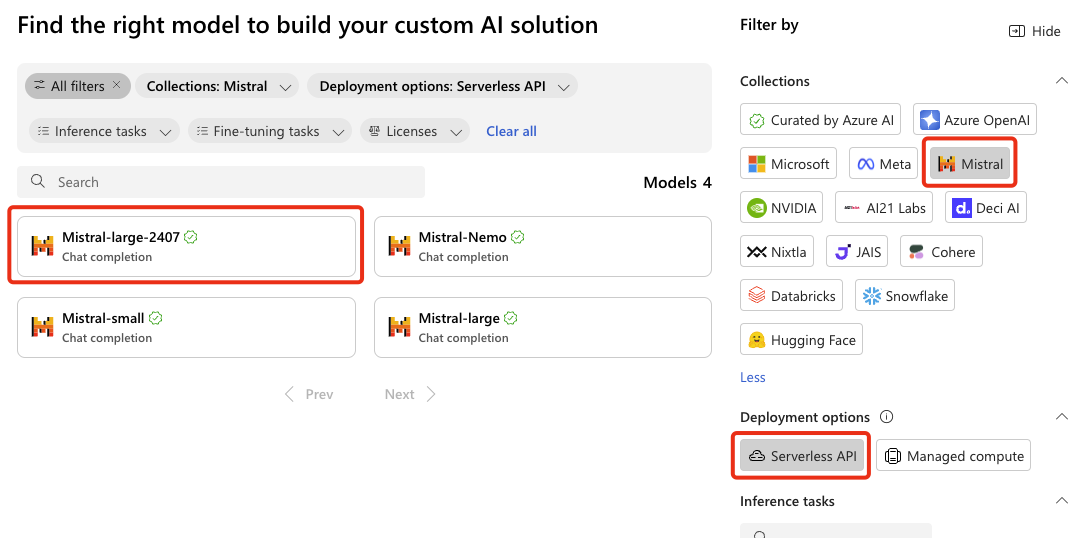 Find the right model to build your custom AI solution
All filters
Collections: Mistral
Deployment options: Serverless API
Inference tasks
Fine-tuning tasks
Licenses
Clear all
Search
Models 4
Mistral-large-2407
Chat completion
Mistral-Nemo
Chat completion
Mistral-small
Chat completion
Mistral-large
Chat completion
Prev
Next
Filter by
Hide
Collections
Curated by Azure AI
Azure OpenAI
Microsoft
Meta
Mistral
NVIDIA
AI21 Labs
Deci AI
Nixtla
JAIS
Cohere
Databricks
Snowflake
Hugging Face
Less
Deployment options
Serverless API
Managed compute
Inference tasks